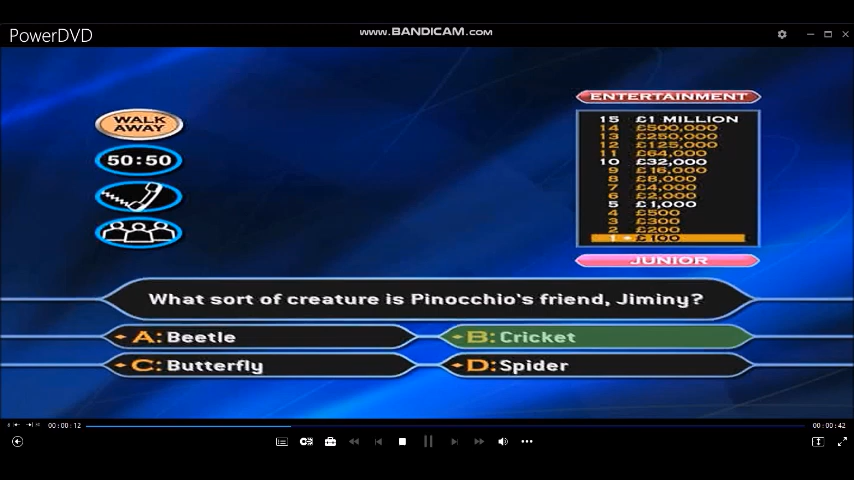 PowerDVD
www.BANDICAM.com
WALK
AWAY
50:50
ENTERTAINMENT
15 £1 MILLION
14 £500,000
13 £250,000
12 £125,000
11 £64,000
10 £32,000
9 £16,000
8 £8,000
7 £4,000
6 £2,000
5 £1,000
4 £500
3 £300
2 £200
1 £100
JUNIOR
What sort of creature is Pinocchio's friend, Jiminy?
A: Beetle
B: Cricket
C: Butterfly
D: Spider
00:00:12
00:00:42